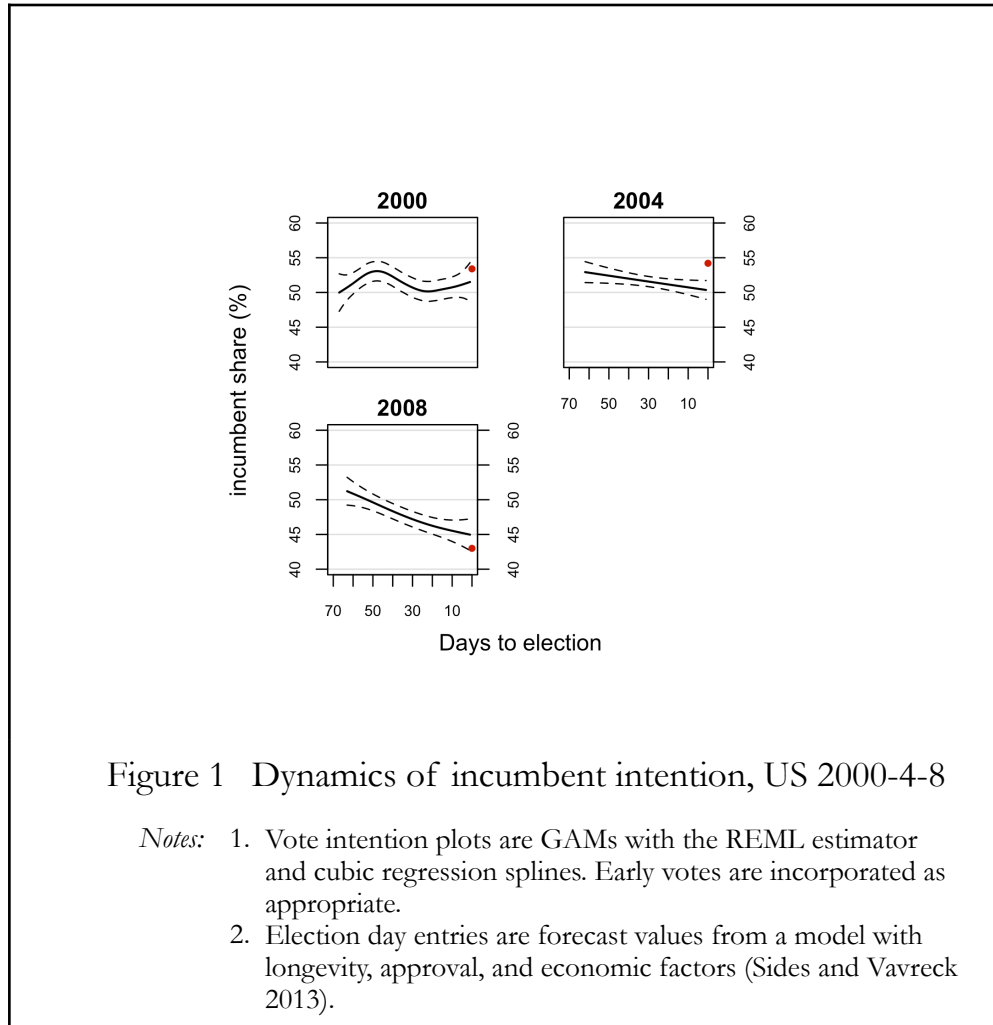 2000
2004
60
55
50
45
40
60
55
50
45
40
70 50 30 10
incumbent share (%)
2008
60
55
50
45
40
60
55
50
45
40
70 50 30 10
Days to election
Figure 1 Dynamics of incumbent intention, US 2000-4-8
Notes: 1. Vote intention plots are GAMs with the REML estimator
and cubic regression splines. Early votes are incorporated as
appropriate.
2. Election day entries are forecast values from a model with
longevity, approval, and economic factors (Sides and Vavreck
2013).